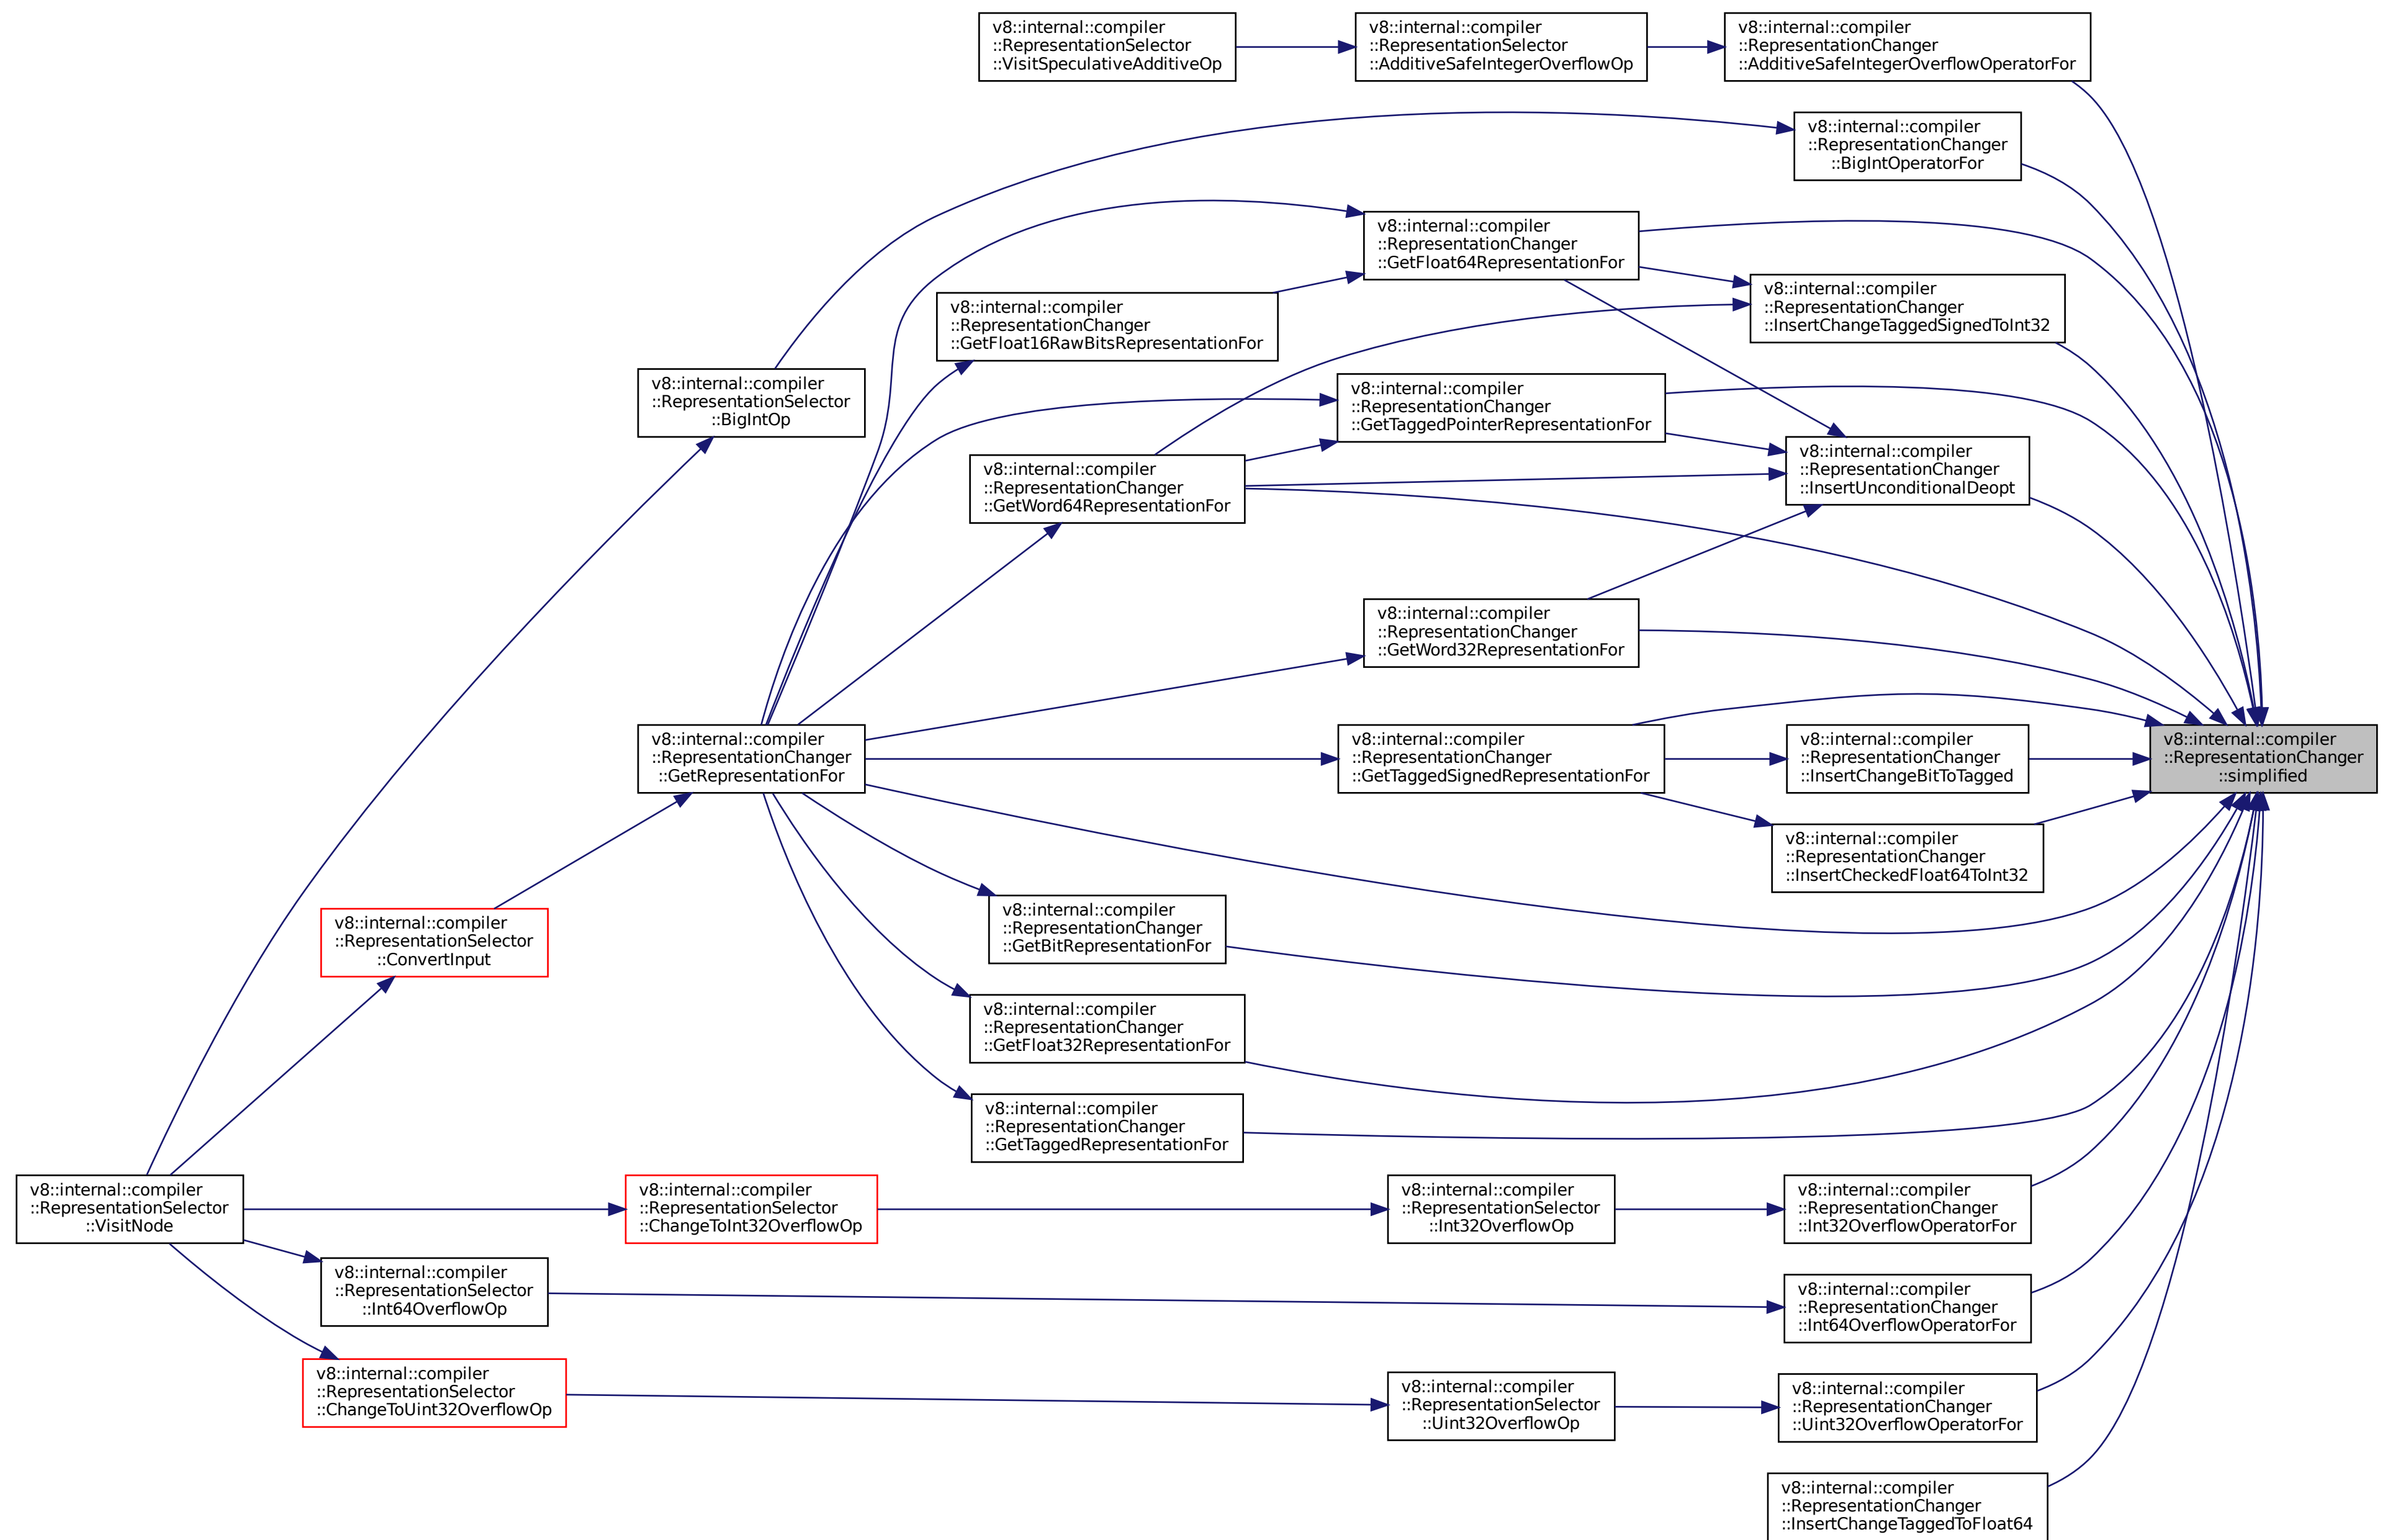 v8::internal::compiler
::RepresentationSelector
::VisitSpeculativeAdditiveOp
v8::internal::compiler
::RepresentationSelector
::AdditiveSafeIntegerOverflowOp
v8::internal::compiler
::RepresentationChanger
::AdditiveSafeIntegerOverflowOperatorFor
v8::internal::compiler
::RepresentationChanger
::BigIntOperatorFor
v8::internal::compiler
::RepresentationChanger
::GetFloat64RepresentationFor
v8::internal::compiler
::RepresentationChanger
::InsertChangeTaggedSignedToInt32
v8::internal::compiler
::RepresentationChanger
::GetFloat16RawBitsRepresentationFor
v8::internal::compiler
::RepresentationSelector
::BigIntOp
v8::internal::compiler
::RepresentationChanger
::GetTaggedPointerRepresentationFor
v8::internal::compiler
::RepresentationChanger
::InsertUnconditionalDeopt
v8::internal::compiler
::RepresentationChanger
::GetWord64RepresentationFor
v8::internal::compiler
::RepresentationChanger
::GetWord32RepresentationFor
v8::internal::compiler
::RepresentationChanger
::GetRepresentationFor
v8::internal::compiler
::RepresentationChanger
::GetTaggedSignedRepresentationFor
v8::internal::compiler
::RepresentationChanger
::InsertChangeBitToTagged
v8::internal::compiler
::RepresentationChanger
::simplified
v8::internal::compiler
::RepresentationChanger
::InsertCheckedFloat64ToInt32
v8::internal::compiler
::RepresentationSelector
::ConvertInput
v8::internal::compiler
::RepresentationChanger
::GetBitRepresentationFor
v8::internal::compiler
::RepresentationChanger
::GetFloat32RepresentationFor
v8::internal::compiler
::RepresentationChanger
::GetTaggedRepresentationFor
v8::internal::compiler
::RepresentationSelector
::VisitNode
v8::internal::compiler
::RepresentationSelector
::ChangeToInt32OverflowOp
v8::internal::compiler
::RepresentationSelector
::Int32OverflowOp
v8::internal::compiler
::RepresentationChanger
::Int32OverflowOperatorFor
v8::internal::compiler
::RepresentationSelector
::Int64OverflowOp
v8::internal::compiler
::RepresentationChanger
::Int64OverflowOperatorFor
v8::internal::compiler
::RepresentationSelector
::ChangeToUint32OverflowOp
v8::internal::compiler
::RepresentationSelector
::Uint32OverflowOp
v8::internal::compiler
::RepresentationChanger
::Uint32OverflowOperatorFor
v8::internal::compiler
::RepresentationChanger
::InsertChangeTaggedToFloat64